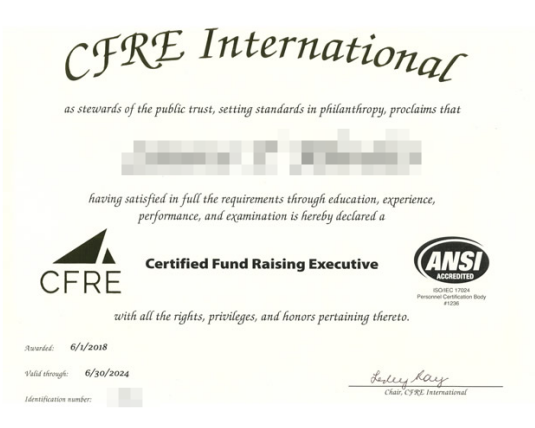 CFRE International
as stewards of the public trust, setting standards in philanthropy, proclaims that
having satisfied in full the requirements through education, experience,
performance, and examination is hereby declared a
CFRE
Certified Fund Raising Executive
ANSI
ACCREDITED
ISO/IEC 17024
Personnel Certification Body
#1236
with all the rights, privileges, and honors pertaining thereto.
Awarded: 6/1/2018
Valid through: 6/30/2024
Lesley Ray
Identification number:
Chair, CFRE International